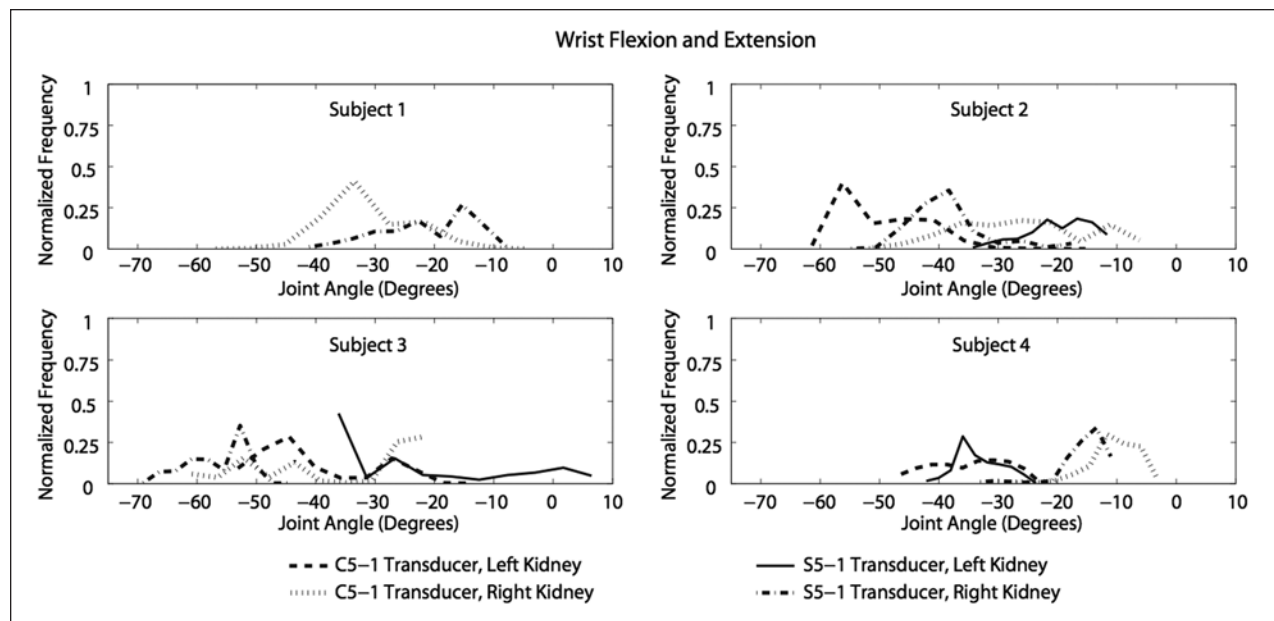 Wrist Flexion and Extension
Subject 1
Normalized Frequency
1
0.75
0.5
0.25
0
−70 −60 −50 −40 −30 −20 −10 0 10
Joint Angle (Degrees)
Subject 2
Normalized Frequency
1
0.75
0.5
0.25
0
−70 −60 −50 −40 −30 −20 −10 0 10
Joint Angle (Degrees)
Subject 3
Normalized Frequency
1
0.75
0.5
0.25
0
−70 −60 −50 −40 −30 −20 −10 0 10
Joint Angle (Degrees)
Subject 4
Normalized Frequency
1
0.75
0.5
0.25
0
−70 −60 −50 −40 −30 −20 −10 0 10
Joint Angle (Degrees)
C5−1 Transducer, Left Kidney
C5−1 Transducer, Right Kidney
S5−1 Transducer, Left Kidney
S5−1 Transducer, Right Kidney